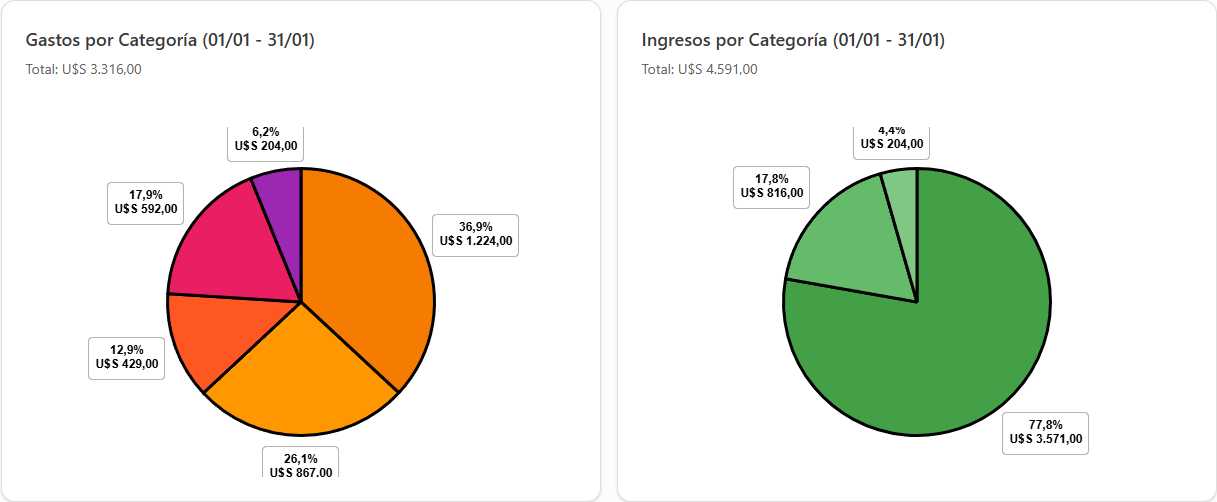 Gastos por Categoría (01/01 - 31/01)
Total: U$S 3.316,00
6,2%
U$S 204,00
17,9%
U$S 592,00
36,9%
U$S 1.224,00
12,9%
U$S 429,00
26,1%
U$S 867,00
Ingresos por Categoría (01/01 - 31/01)
Total: U$S 4.591,00
4,4%
U$S 204,00
17,8%
U$S 816,00
77,8%
U$S 3.571,00